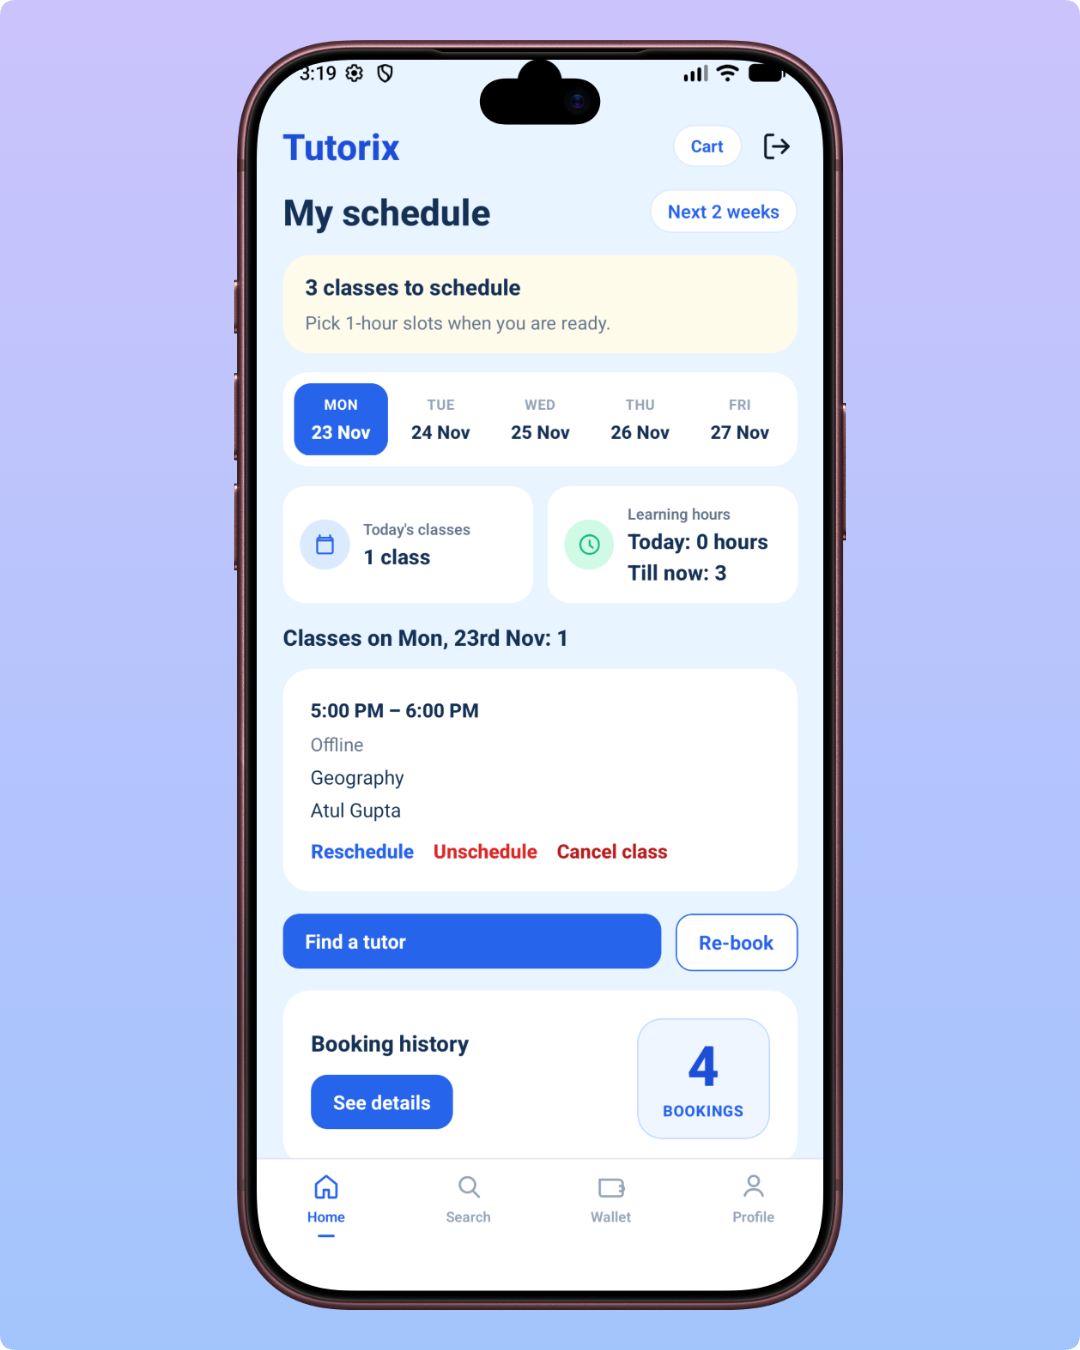 3:19
Tutorix
Cart
My schedule
Next 2 weeks
3 classes to schedule
Pick 1-hour slots when you are ready.
MON TUE WED THU FRI
23 Nov 24 Nov 25 Nov 26 Nov 27 Nov
Today's classes
1 class
Learning hours
Today: 0 hours
Till now: 3
Classes on Mon, 23rd Nov: 1
5:00 PM – 6:00 PM
Offline
Geography
Atul Gupta
Reschedule Unschedule Cancel class
Find a tutor
Re-book
Booking history
See details
4
BOOKINGS
Home Search Wallet Profile